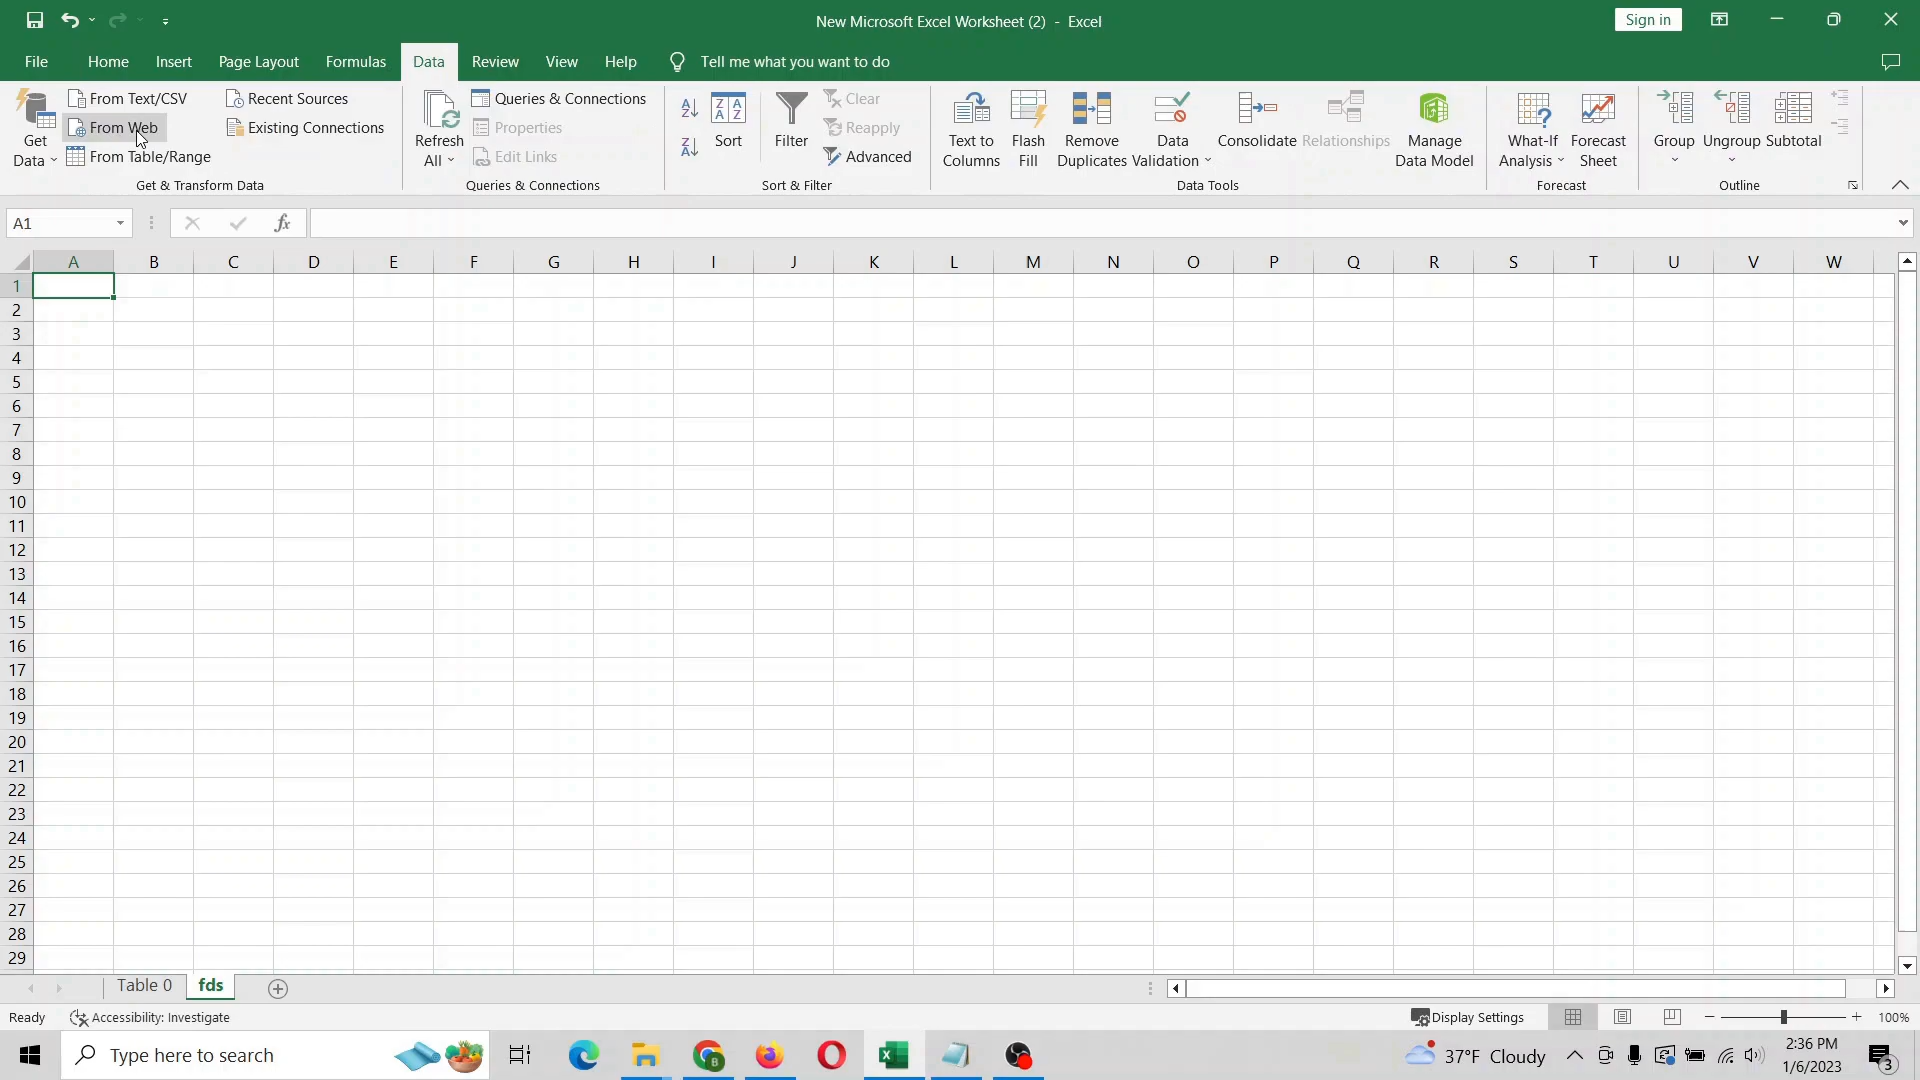 New Microsoft Excel Worksheet (2) - Excel
Sign in
File Home Insert Page Layout Formulas Data Review View Help Tell me what you want to do
Get Data
From Text/CSV
From Web
From Table/Range
Recent Sources
Existing Connections
Get & Transform Data
Refresh All
Queries & Connections
Properties
Edit Links
Queries & Connections
Sort
Filter
Clear
Reapply
Advanced
Sort & Filter
Text to Columns
Flash Fill
Remove Duplicates
Data Validation
Consolidate
Relationships
Manage Data Model
Data Tools
What-If Analysis
Forecast Sheet
Forecast
Group
Ungroup
Subtotal
Outline
A1
fx
A B C D E F G H I J K L M N O P Q R S T U V W
1
2
3
4
5
6
7
8
9
10
11
12
13
14
15
16
17
18
19
20
21
22
23
24
25
26
27
28
29
Table 0 fds
Ready Accessibility: Investigate Display Settings 100%
Type here to search
37°F Cloudy
2:36 PM
1/6/2023
3